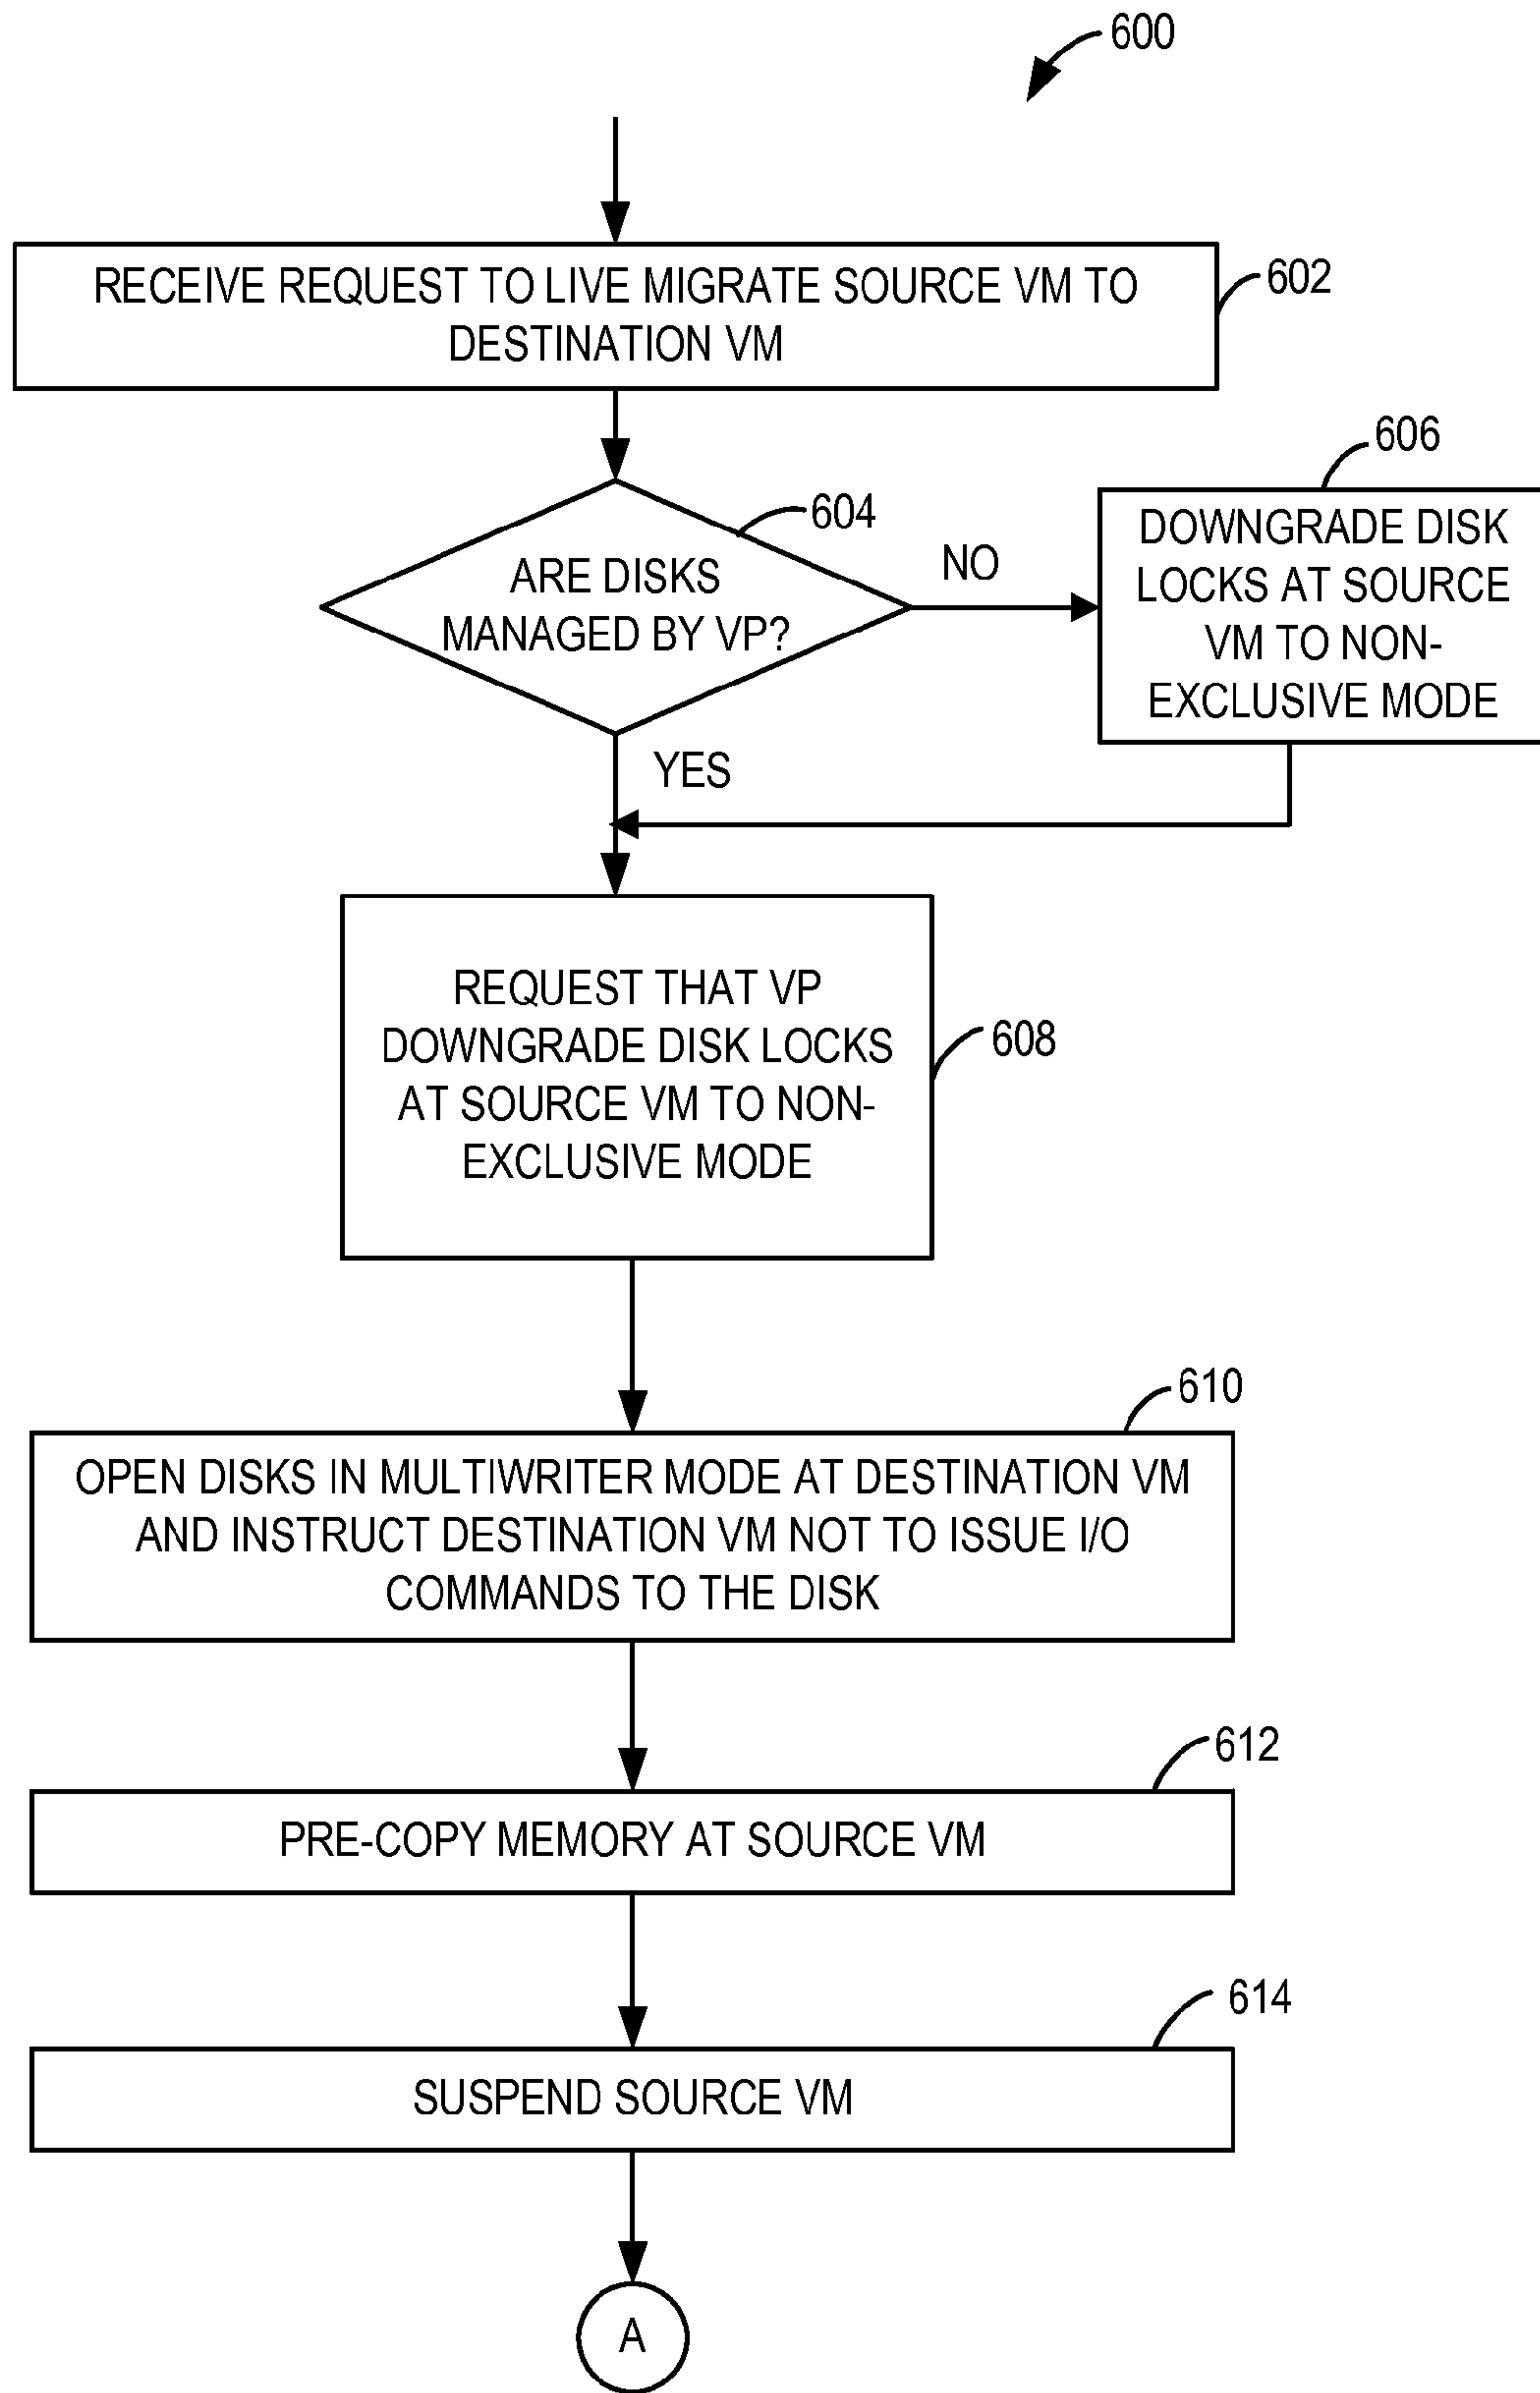 600
RECEIVE REQUEST TO LIVE MIGRATE SOURCE VM TO
DESTINATION VM
602
604
ARE DISKS
MANAGED BY VP?
NO
606
DOWNGRADE DISK
LOCKS AT SOURCE
VM TO NON-
EXCLUSIVE MODE
YES
REQUEST THAT VP
DOWNGRADE DISK LOCKS
AT SOURCE VM TO NON-
EXCLUSIVE MODE
608
610
OPEN DISKS IN MULTIWRITER MODE AT DESTINATION VM
AND INSTRUCT DESTINATION VM NOT TO ISSUE I/O
COMMANDS TO THE DISK
612
PRE-COPY MEMORY AT SOURCE VM
614
SUSPEND SOURCE VM
A